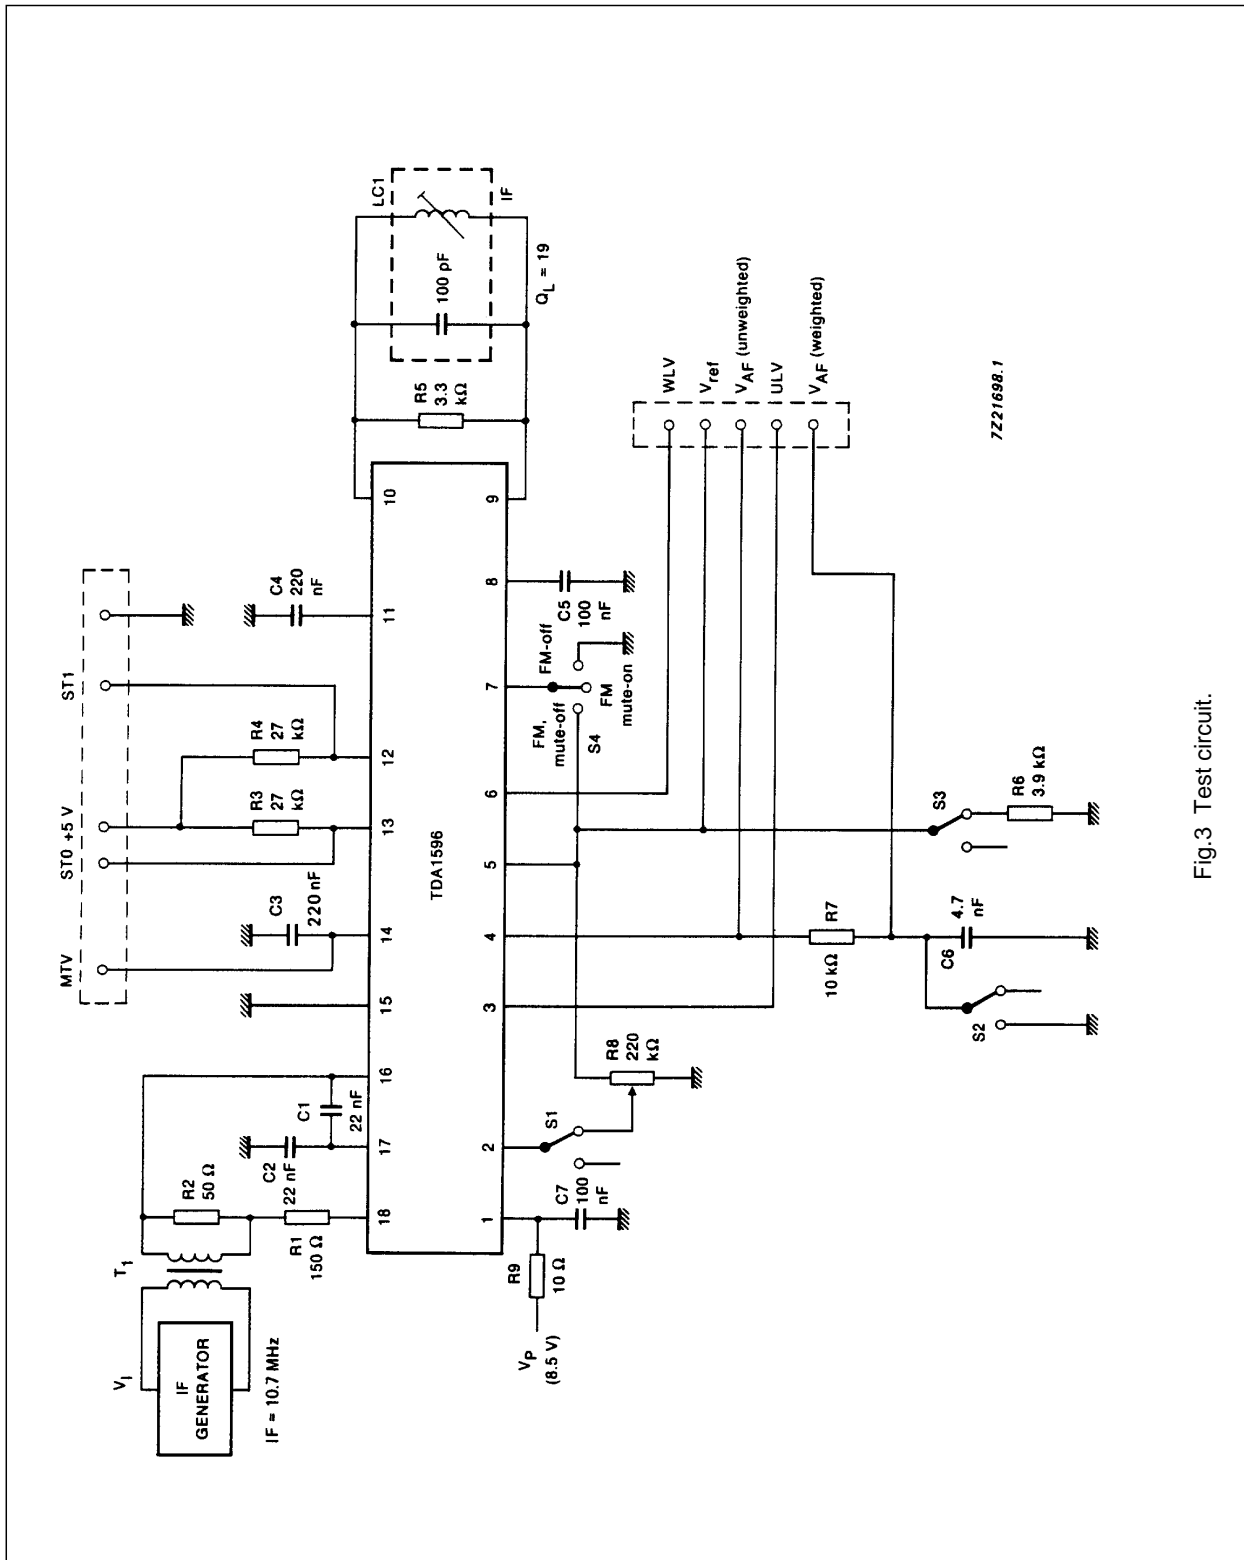 MTV
ST0 +5 V
ST1
T1
VI
IF
GENERATOR
IF = 10.7 MHz
R2
50 Ω
R1
150 Ω
C2
22 nF
C1
22 nF
C3
220 nF
R3
27
kΩ
R4
27
kΩ
C4
220
nF
LC1
100 pF
IF
QL = 19
R5
3.3
kΩ
18
17
16
15
14
13
12
11
10
TDA1596
1
2
3
4
5
6
7
8
9
VP
(8.5 V)
R9
10 Ω
C7
100
nF
S1
R8
220
kΩ
FM,
mute-off
S4
FM-off
FM
mute-on
C5
100
nF
10 kΩ
R7
S2
C6
4.7
nF
S3
R6
3.9 kΩ
WLV
Vref
VAF (unweighted)
ULV
VAF (weighted)
7Z21698.1
Fig.3 Test circuit.